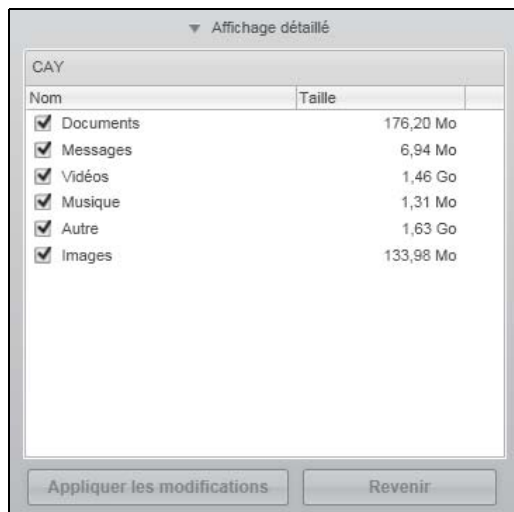 Affichage détaillé
CAY
Nom Taille
Documents 176,20 Mo
Messages 6,94 Mo
Vidéos 1,46 Go
Musique 1,31 Mo
Autre 1,63 Go
Images 133,98 Mo
Appliquer les modifications Revenir